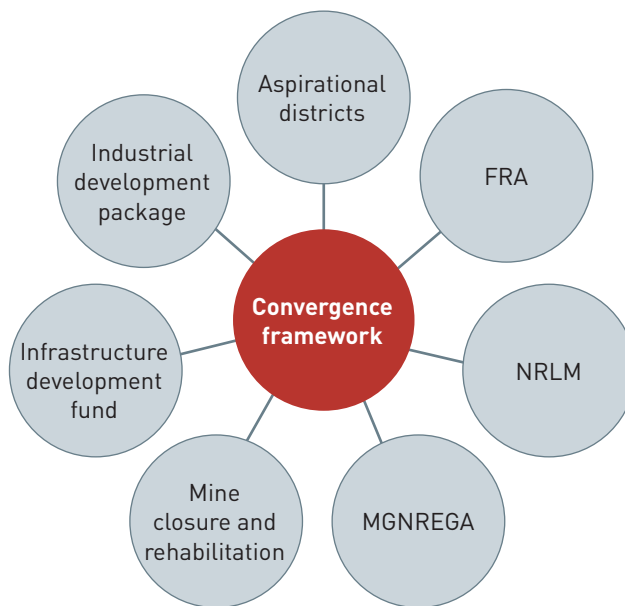 Aspirational
districts
Industrial
development
package
FRA
Convergence
framework
Infrastructure
development
fund
NRLM
Mine
closure and
rehabilitation
MGNREGA